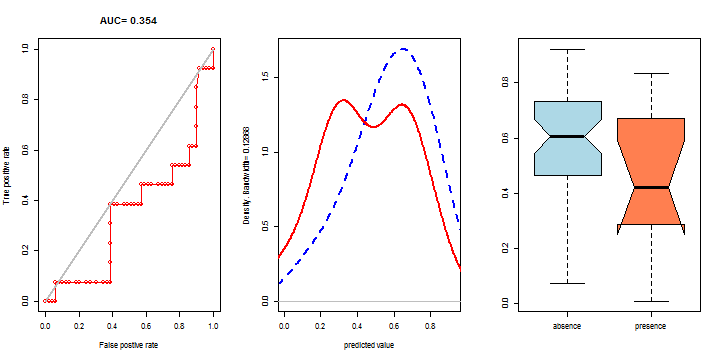 AUC= 0.354
True positive rate
0.0 0.2 0.4 0.6 0.8 1.0
0.0 0.2 0.4 0.6 0.8 1.0
False postive rate
Density. Bandwidth= 0.12868
0.0 0.5 1.0 1.5
0.0 0.2 0.4 0.6 0.8
predicted value
0.0 0.2 0.4 0.6 0.8
absence presence